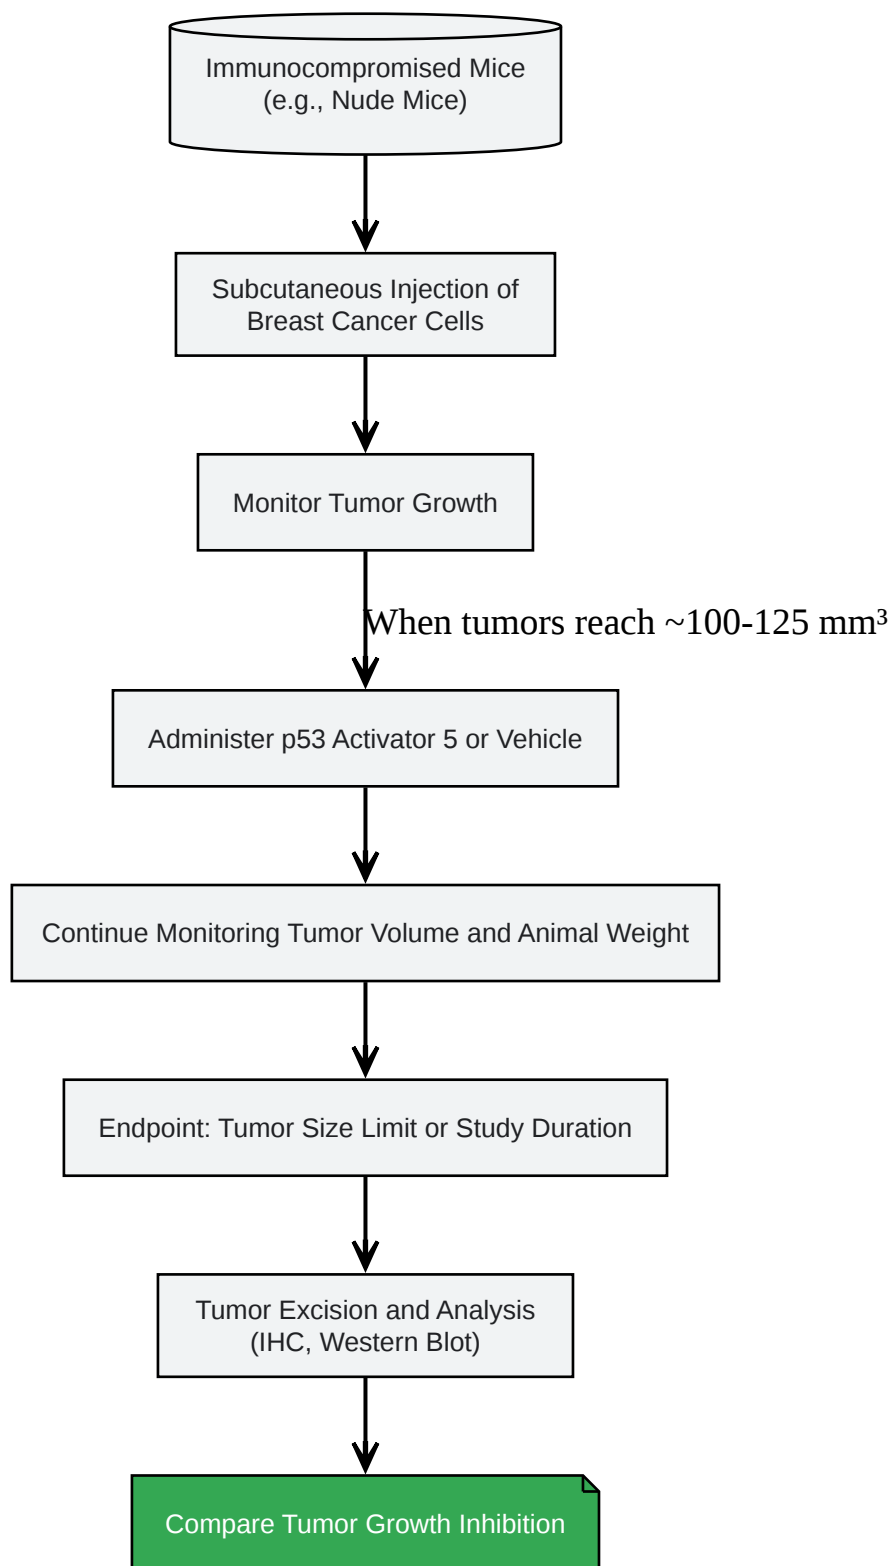 Immunocompromised Mice
(e.g., Nude Mice)
Subcutaneous Injection of
Breast Cancer Cells
Monitor Tumor Growth
When tumors reach ~100-125 mm³
Administer p53 Activator 5 or Vehicle
Continue Monitoring Tumor Volume and Animal Weight
Endpoint: Tumor Size Limit or Study Duration
Tumor Excision and Analysis
(IHC, Western Blot)
Compare Tumor Growth Inhibition